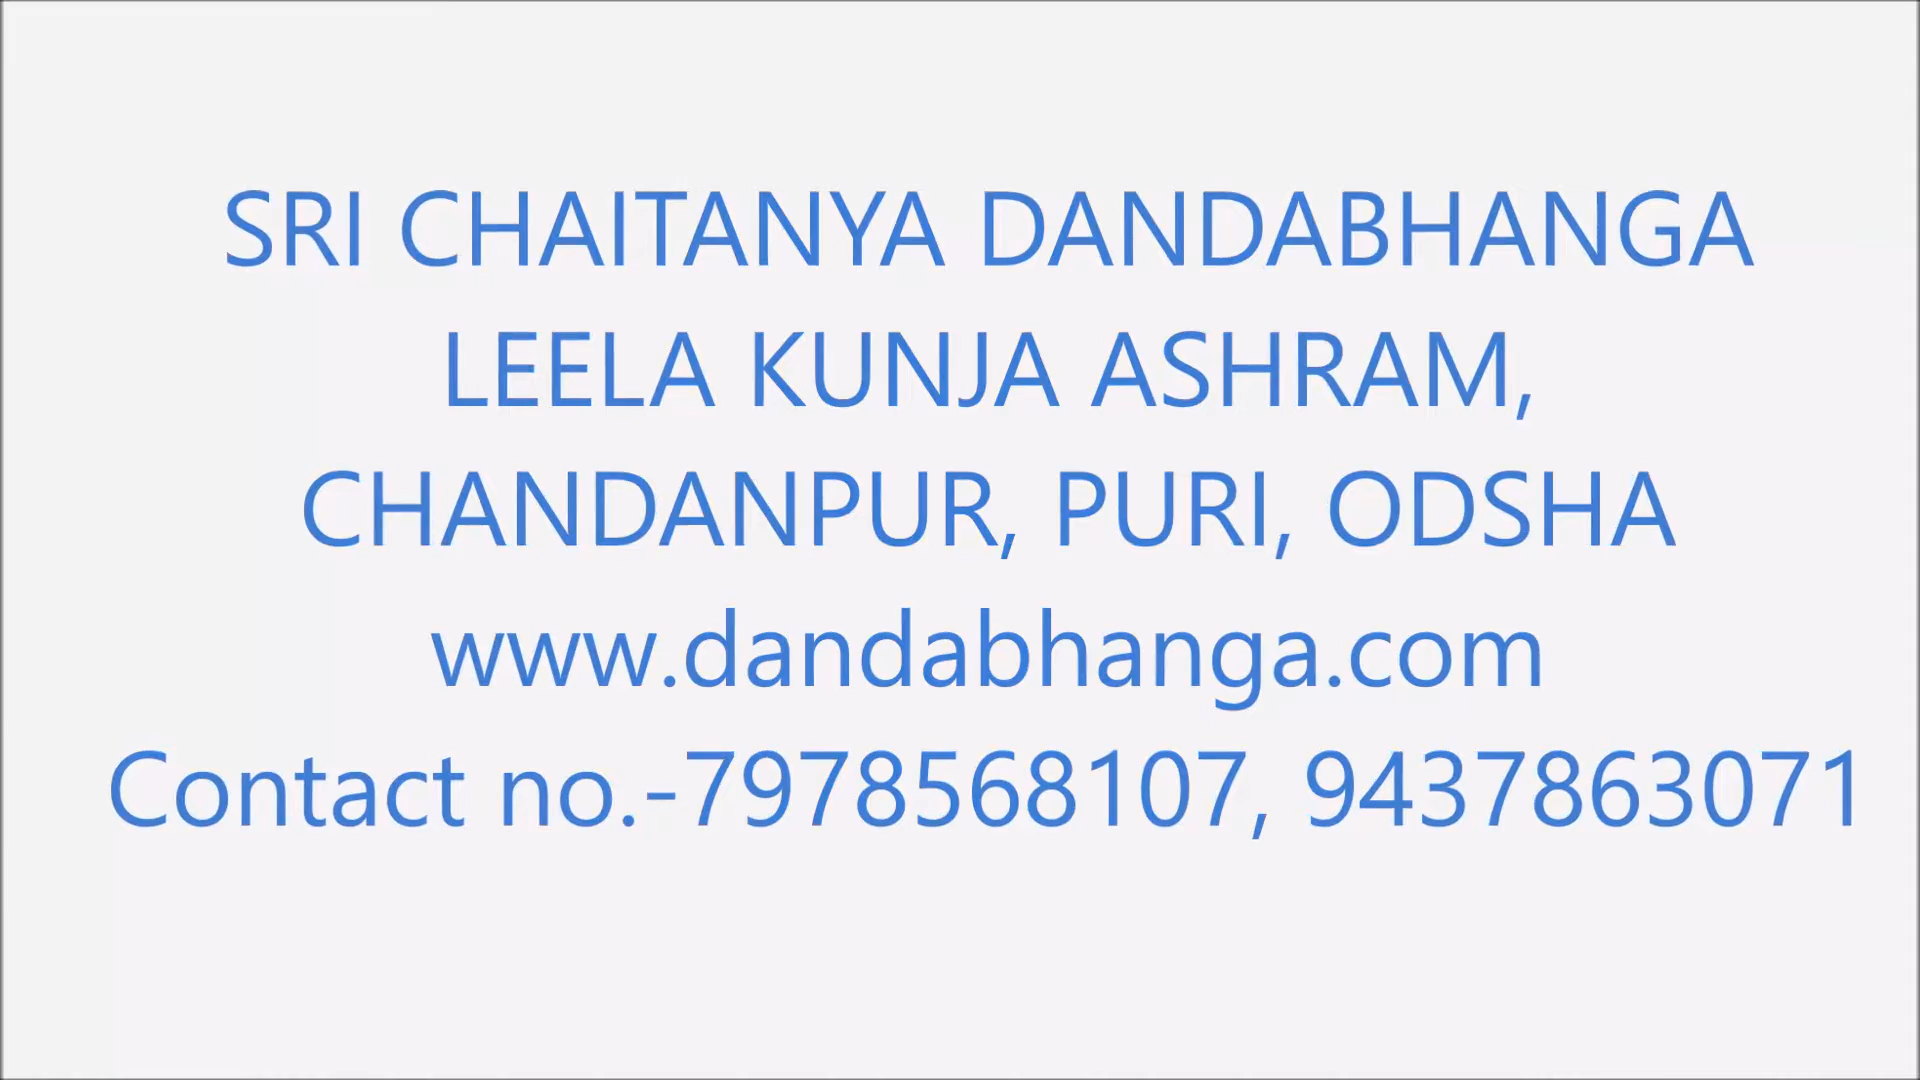 SRI CHAITANYA DANDABHANGA
LEELA KUNJA ASHRAM,
CHANDANPUR, PURI, ODSHA
www.dandabhanga.com
Contact no.-7978568107, 9437863071